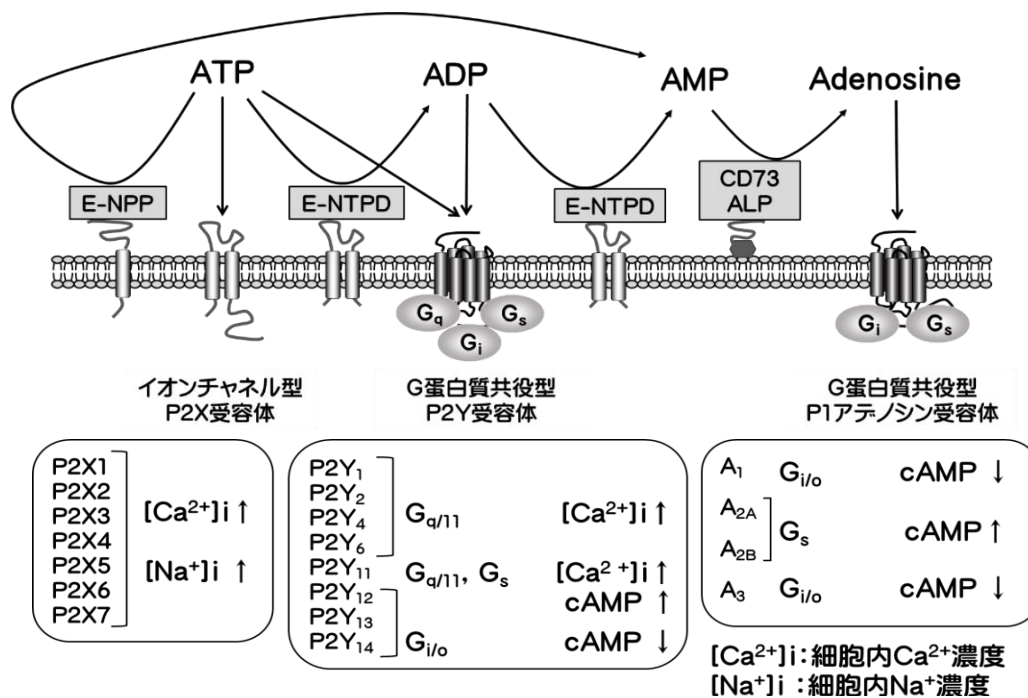 ATP
ADP
AMP
Adenosine
E-NPP
E-NTPD
E-NTPD
CD73
ALP
Gq
Gs
Gi
Gi
Gs
イオンチャネル型
P2X受容体
G蛋白質共役型
P2Y受容体
G蛋白質共役型
P1アデノシン受容体
P2X1
P2X2
P2X3
P2X4
P2X5
P2X6
P2X7
[Ca²⁺]i ↑
[Na⁺]i ↑
P2Y₁
P2Y₂
P2Y₄
P2Y₆
P2Y₁₁
P2Y₁₂
P2Y₁₃
P2Y₁₄
Gq/11
[Ca²⁺]i ↑
Gq/11, Gs
[Ca²⁺]i ↑
cAMP ↑
Gi/o
cAMP ↓
A₁ Gi/o cAMP ↓
A2A
A2B
Gs cAMP ↑
A₃ Gi/o cAMP ↓
[Ca²⁺]i:細胞内Ca²⁺濃度
[Na⁺]i :細胞内Na⁺濃度